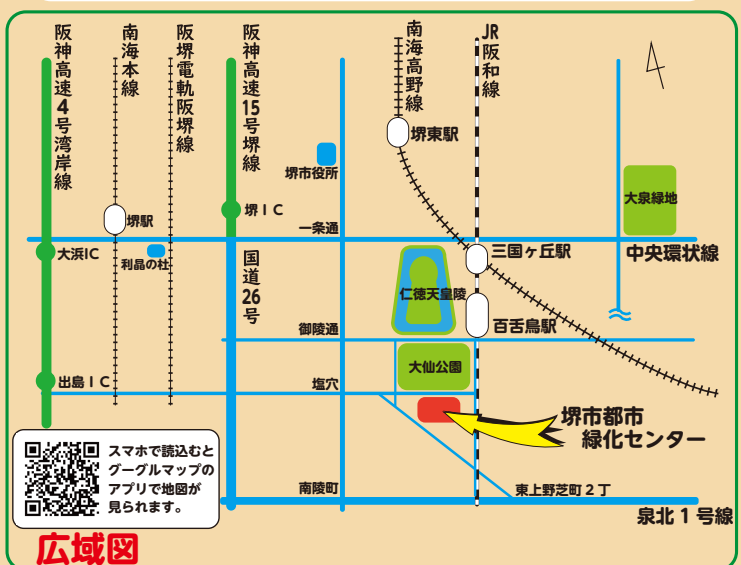 阪神高速4号湾岸線
南海本線
阪堺電軌阪堺線
阪神高速15号堺線
南海高野線
JR阪和線
堺東駅
堺市役所
大泉緑地
堺IC
堺駅
一条通
大浜IC
利晶の杜
国道26号
三国ヶ丘駅
中央環状線
仁徳天皇陵
御陵通
百舌鳥駅
大仙公園
出島IC
塩穴
堺市都市
緑化センター
スマホで読込むと
グーグルマップの
アプリで地図が
見られます。
南陵町
東上野芝町2丁
泉北1号線
広域図